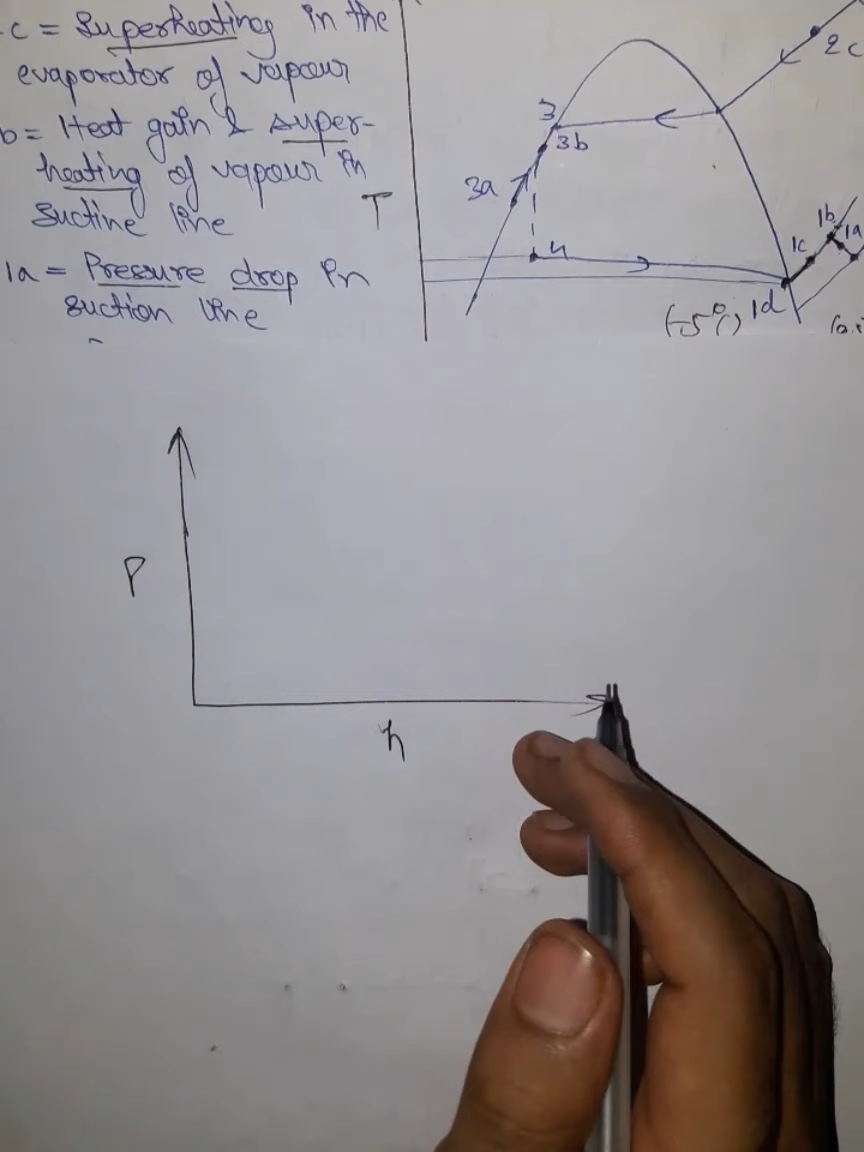 -c = Superheating in the
evaporator of vapour
b = Heat gain & super-
heating of vapour in
suctine line
1a = Pressure drop in
suction line
T
3
3b
3a
4
2c
1b
1a
1c
1d
(-5°C)
P
h